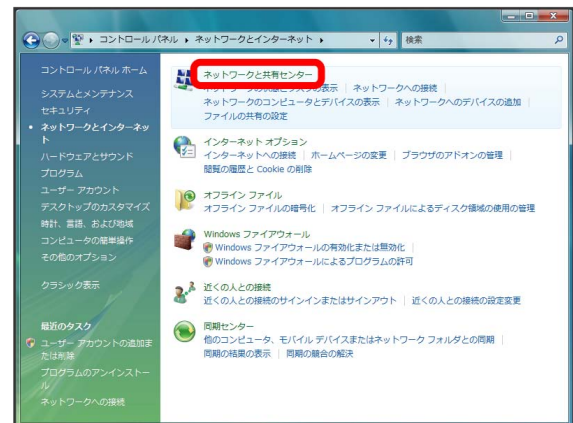 コントロール パネル ▸ ネットワークとインターネット ▸
検索
コントロール パネル ホーム
システムとメンテナンス
セキュリティ
• ネットワークとインターネッ
ト
ハードウェアとサウンド
プログラム
ユーザー アカウント
デスクトップのカスタマイズ
時計、言語、および地域
コンピュータの簡単操作
その他のオプション
クラシック表示
最近のタスク
ユーザー アカウントの追加ま
たは削除
プログラムのアンインストー
ル
ネットワークへの接続
ネットワークと共有センター
ネットワークの状態とタスクの表示 | ネットワークへの接続 |
ネットワークのコンピュータとデバイスの表示 | ネットワークへのデバイスの追加 |
ファイルの共有の設定
インターネット オプション
インターネットへの接続 | ホームページの変更 | ブラウザのアドオンの管理 |
閲覧の履歴と Cookie の削除
オフライン ファイル
オフライン ファイルの暗号化 | オフライン ファイルによるディスク領域の使用の管理
Windows ファイアウォール
Windows ファイアウォールの有効化または無効化 |
Windows ファイアウォールによるプログラムの許可
近くの人との接続
近くの人との接続のサインインまたはサインアウト | 近くの人との接続の設定変更
同期センター
他のコンピュータ、モバイル デバイスまたはネットワーク フォルダとの同期 |
同期の結果の表示 | 同期の競合の解決